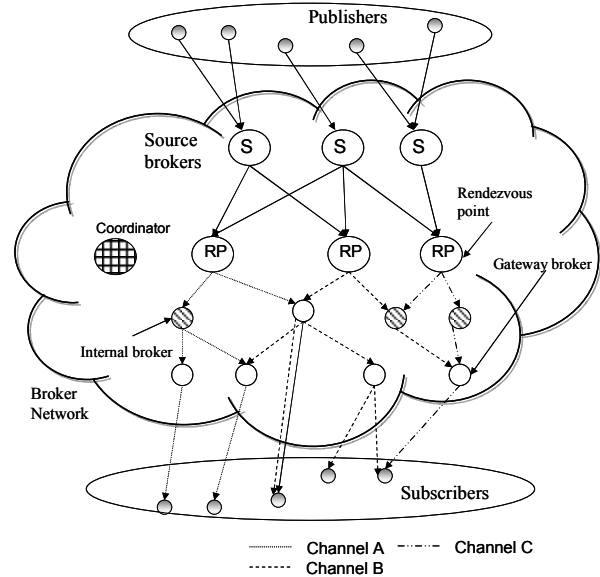 Publishers
Source
brokers
S
S
S
Rendezvous
point
Coordinator
RP
RP
RP
Gateway broker
Internal broker
Broker
Network
Subscribers
Channel A
Channel C
Channel B